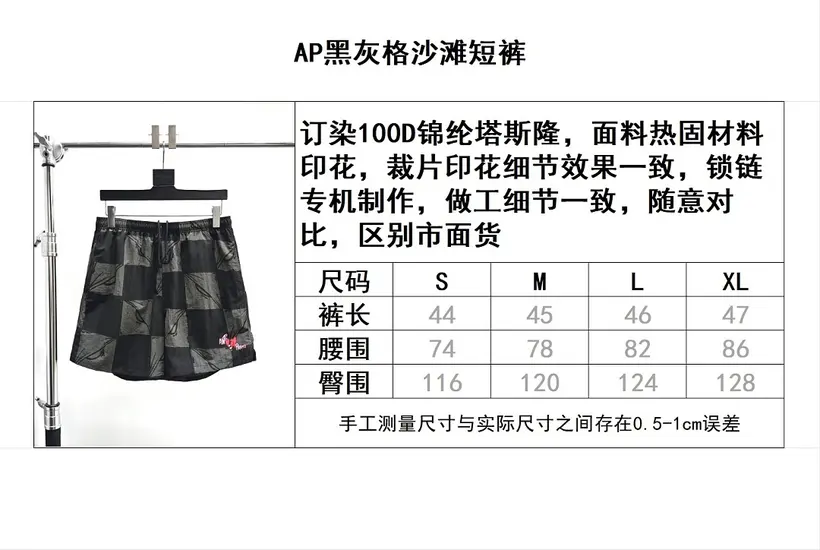 AP黑灰格沙滩短裤
订染100D锦纶塔斯隆，面料热固材料
印花，裁片印花细节效果一致，锁链
专机制作，做工细节一致，随意对
比，区别市面货
尺码 S M L XL
裤长 44 45 46 47
腰围 74 78 82 86
臀围 116 120 124 128
手工测量尺寸与实际尺寸之间存在0.5-1cm误差